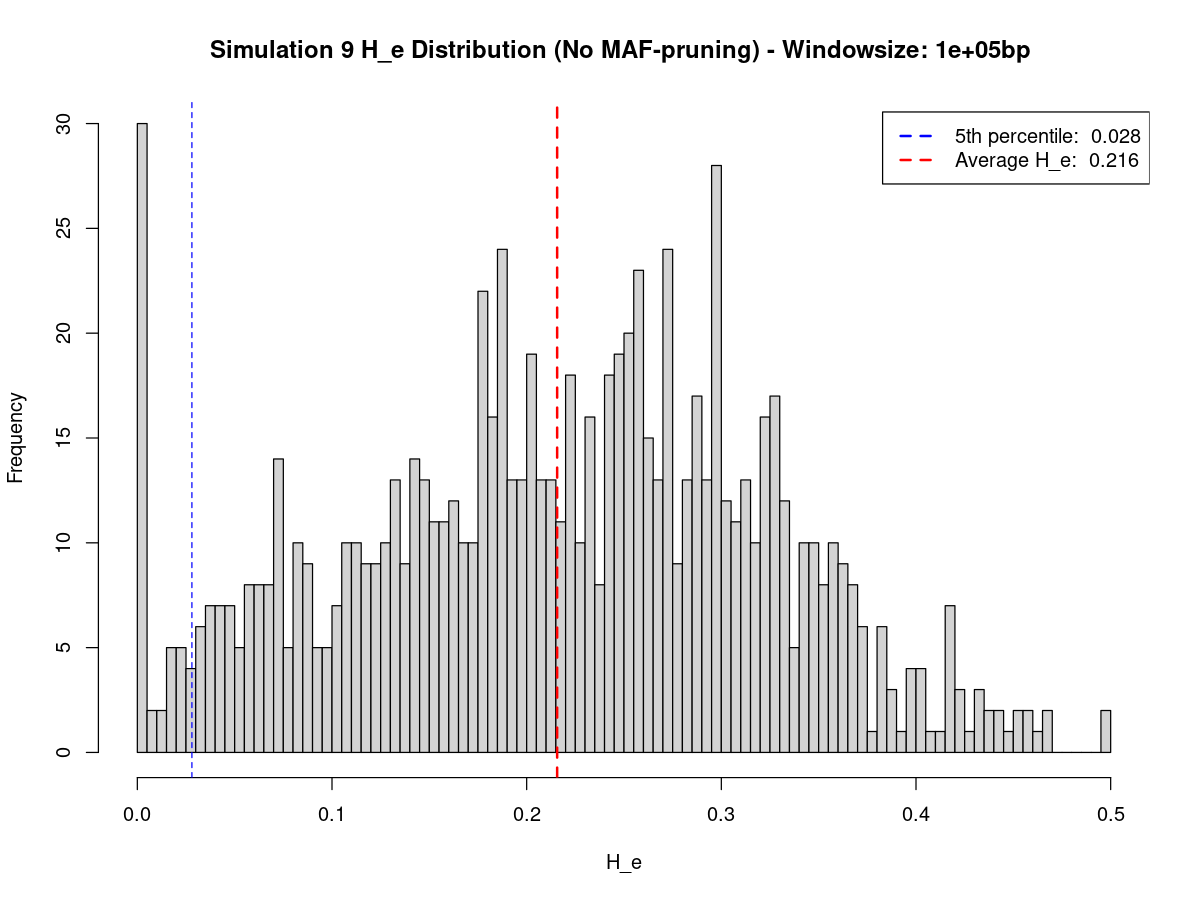 Simulation 9 H_e Distribution (No MAF-pruning) - Windowsize: 1e+05bp
5th percentile:  0.028
Average H_e:  0.216
Frequency
30
25
20
15
10
5
0
0.0 0.1 0.2 0.3 0.4 0.5
H_e